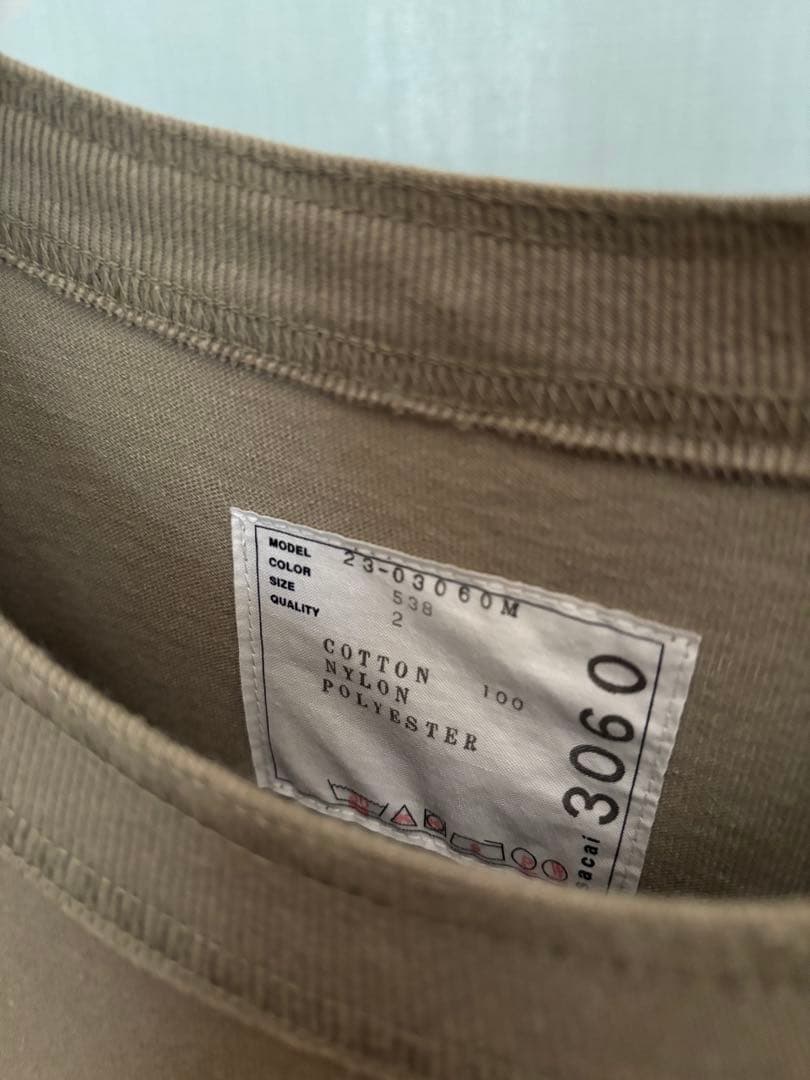 MODEL 23-03060M
COLOR 538
SIZE 2
QUALITY
COTTON 100
NYLON
POLYESTER
3060
sacai